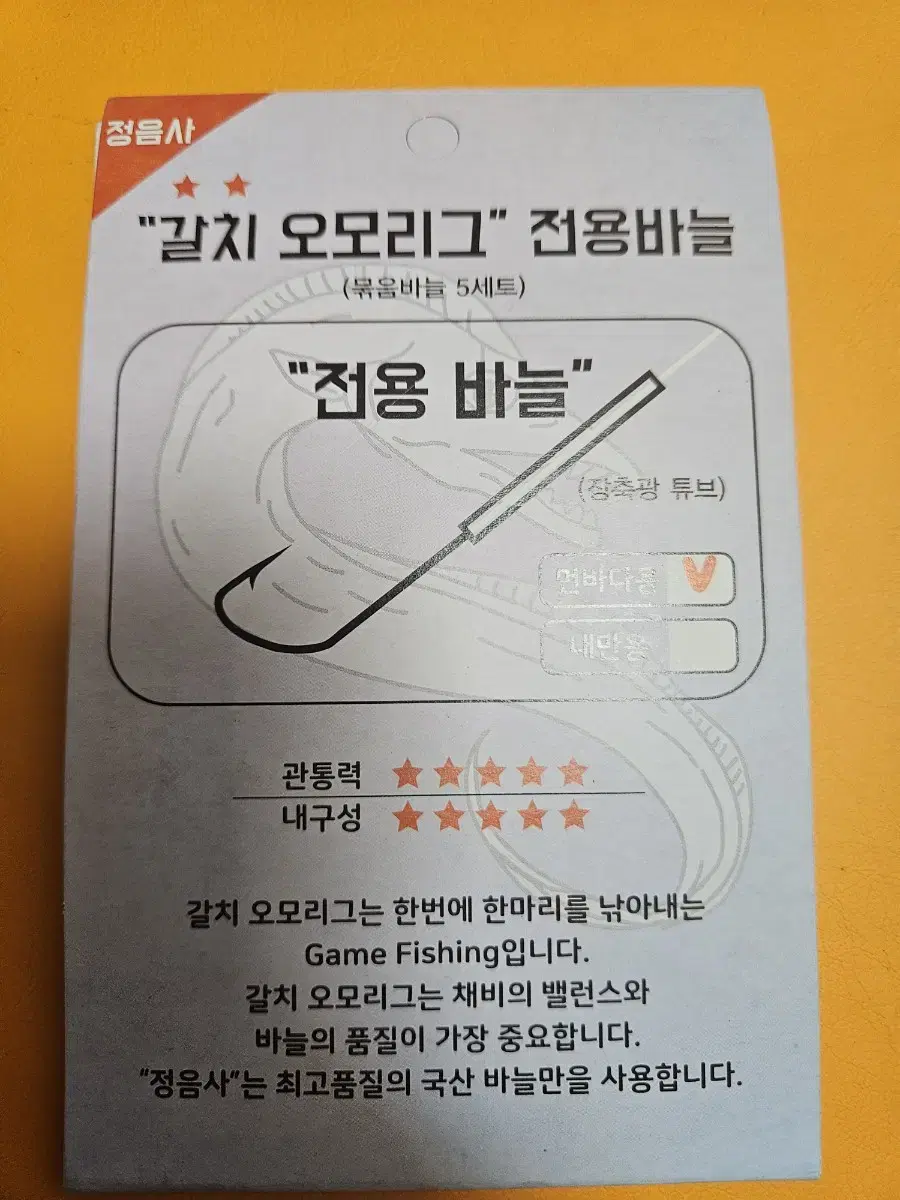 정음사
"갈치 오모리그" 전용바늘
(묶음바늘 5세트)
"전용 바늘"
(장축광 튜브)
먼바다용
내만용
관통력
내구성
갈치 오모리그는 한번에 한마리를 낚아내는
Game Fishing입니다.
갈치 오모리그는 채비의 밸런스와
바늘의 품질이 가장 중요합니다.
"정음사"는 최고품질의 국산 바늘만을 사용합니다.